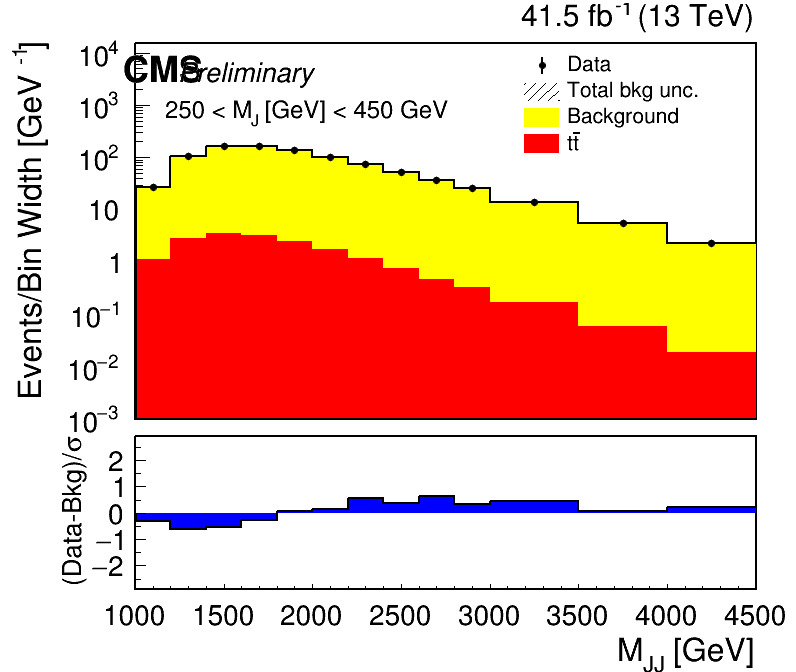 41.5 fb⁻¹ (13 TeV)
CMS Preliminary
250 < M_J [GeV] < 450 GeV
Data
Total bkg unc.
Background
tt̄
Events/Bin Width [GeV⁻¹]
10⁴
10³
10²
10
1
10⁻¹
10⁻²
10⁻³
(Data-Bkg)/σ
2
1
0
−1
−2
1000 1500 2000 2500 3000 3500 4000 4500
M_JJ [GeV]